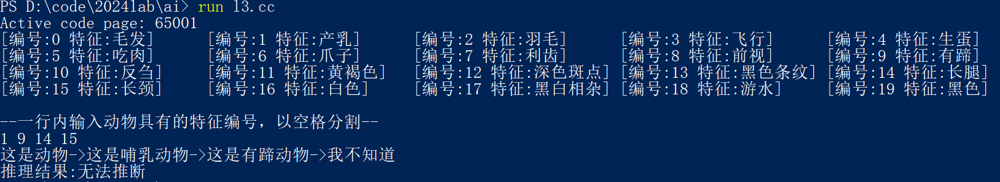 PS D:\code\2024lab\ai> run l3.cc
Active code page: 65001
[编号:0 特征:毛发] [编号:1 特征:产乳] [编号:2 特征:羽毛] [编号:3 特征:飞行] [编号:4 特征:生蛋]
[编号:5 特征:吃肉] [编号:6 特征:爪子] [编号:7 特征:利齿] [编号:8 特征:前视] [编号:9 特征:有蹄]
[编号:10 特征:反刍] [编号:11 特征:黄褐色] [编号:12 特征:深色斑点] [编号:13 特征:黑色条纹] [编号:14 特征:长腿]
[编号:15 特征:长颈] [编号:16 特征:白色] [编号:17 特征:黑白相杂] [编号:18 特征:游水] [编号:19 特征:黑色]
--一行内输入动物具有的特征编号，以空格分割--
1 9 14 15
这是动物->这是哺乳动物->这是有蹄动物->我不知道
推理结果:无法推断